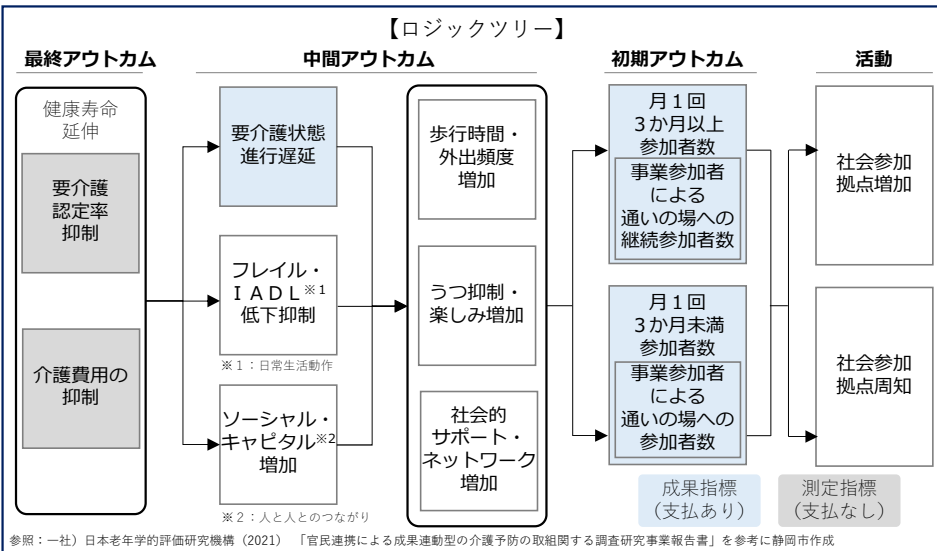 【ロジックツリー】
最終アウトカム
中間アウトカム
初期アウトカム
活動
健康寿命
延伸
要介護
認定率
抑制
介護費用の
抑制
要介護状態
進行遅延
フレイル・
ＩＡＤＬ※1
低下抑制
※１：日常生活動作
ソーシャル・
キャピタル※2
増加
※２：人と人とのつながり
歩行時間・
外出頻度
増加
うつ抑制・
楽しみ増加
社会的
サポート・
ネットワーク
増加
月１回
３か月以上
参加者数
事業参加者
による
通いの場への
継続参加者数
月１回
３か月未満
参加者数
事業参加者
による
通いの場への
参加者数
社会参加
拠点増加
社会参加
拠点周知
成果指標
（支払あり）
測定指標
（支払なし）
参照：一社）日本老年学的評価研究機構（2021）　「官民連携による成果連動型の介護予防の取組関する調査研究事業報告書」を参考に静岡市作成